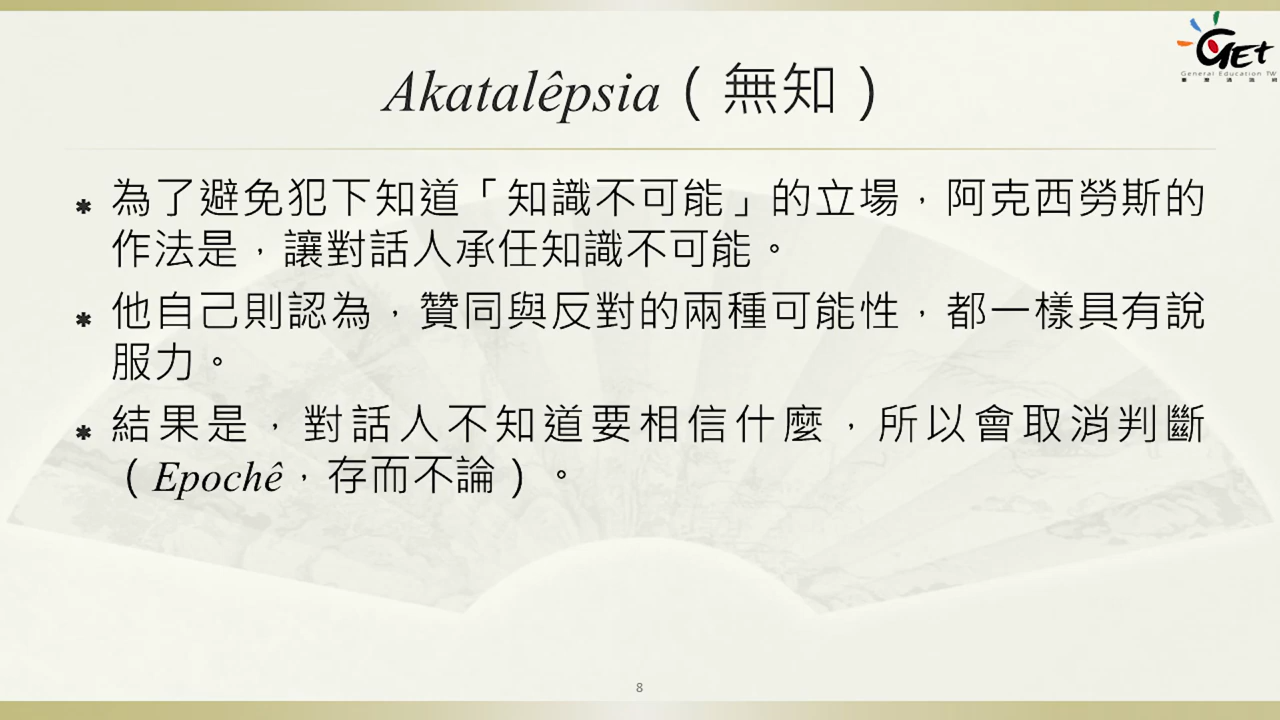 GET
General Education TW
Akatalêpsia（無知）
為了避免犯下知道「知識不可能」的立場，阿克西勞斯的
作法是，讓對話人承任知識不可能。
他自己則認為，贊同與反對的兩種可能性，都一樣具有說
服力。
結果是，對話人不知道要相信什麼，所以會取消判斷
（Epochê，存而不論）。
8